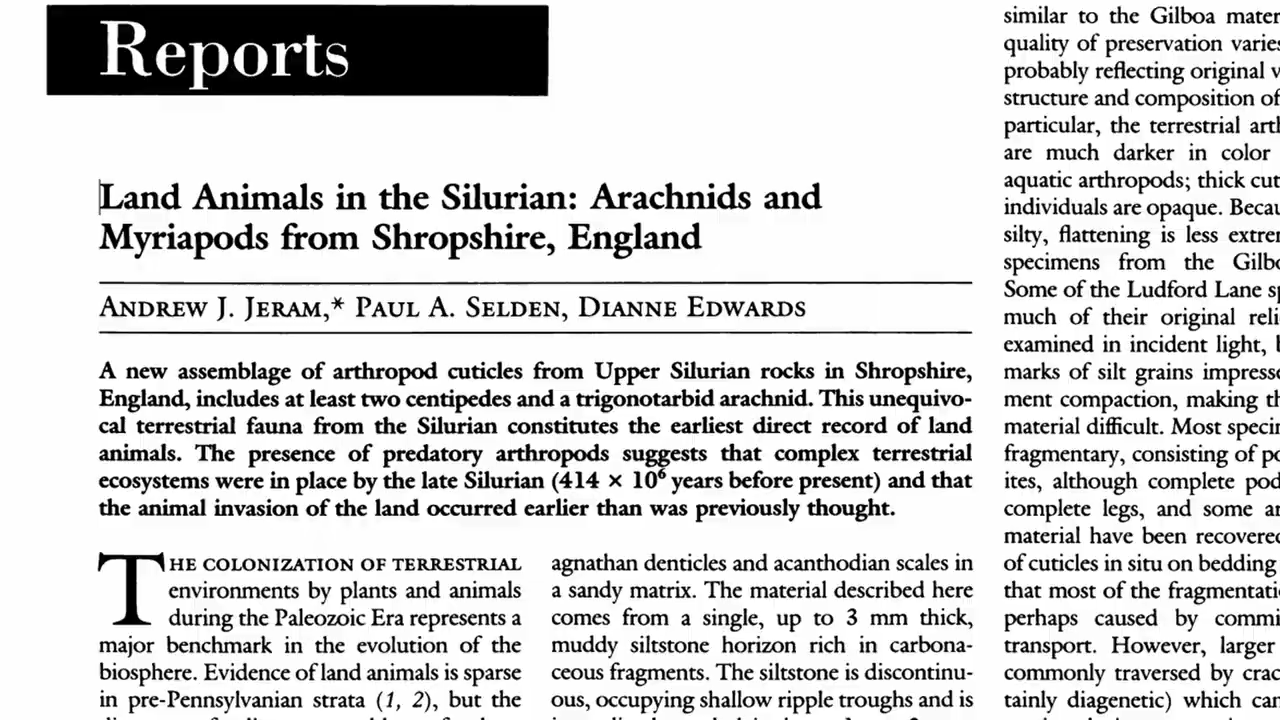 Reports
Land Animals in the Silurian: Arachnids and
Myriapods from Shropshire, England
ANDREW J. JERAM,* PAUL A. SELDEN, DIANNE EDWARDS
A new assemblage of arthropod cuticles from Upper Silurian rocks in Shropshire,
England, includes at least two centipedes and a trigonotarbid arachnid. This unequivo-
cal terrestrial fauna from the Silurian constitutes the earliest direct record of land
animals. The presence of predatory arthropods suggests that complex terrestrial
ecosystems were in place by the late Silurian (414 × 10⁶ years before present) and that
the animal invasion of the land occurred earlier than was previously thought.
THE COLONIZATION OF TERRESTRIAL
environments by plants and animals
during the Paleozoic Era represents a
major benchmark in the evolution of the
biosphere. Evidence of land animals is sparse
in pre-Pennsylvanian strata (1, 2), but the
agnathan denticles and acanthodian scales in
a sandy matrix. The material described here
comes from a single, up to 3 mm thick,
muddy siltstone horizon rich in carbona-
ceous fragments. The siltstone is discontinu-
ous, occupying shallow ripple troughs and is
similar to the Gilboa
quality of preservation
probably reflecting original
structure and composition of
particular, the terrestrial
are much darker in color
aquatic arthropods; thick
individuals are opaque.
silty, flattening is less
specimens from the
Some of the Ludford Lane
much of their original
examined in incident light,
marks of silt grains
ment compaction, making
material difficult. Most
fragmentary, consisting of
ites, although complete
complete legs, and some
material have been recovered
of cuticles in situ on bedding
that most of the
perhaps caused by
transport. However, larger
commonly traversed by
tainly diagenetic) which